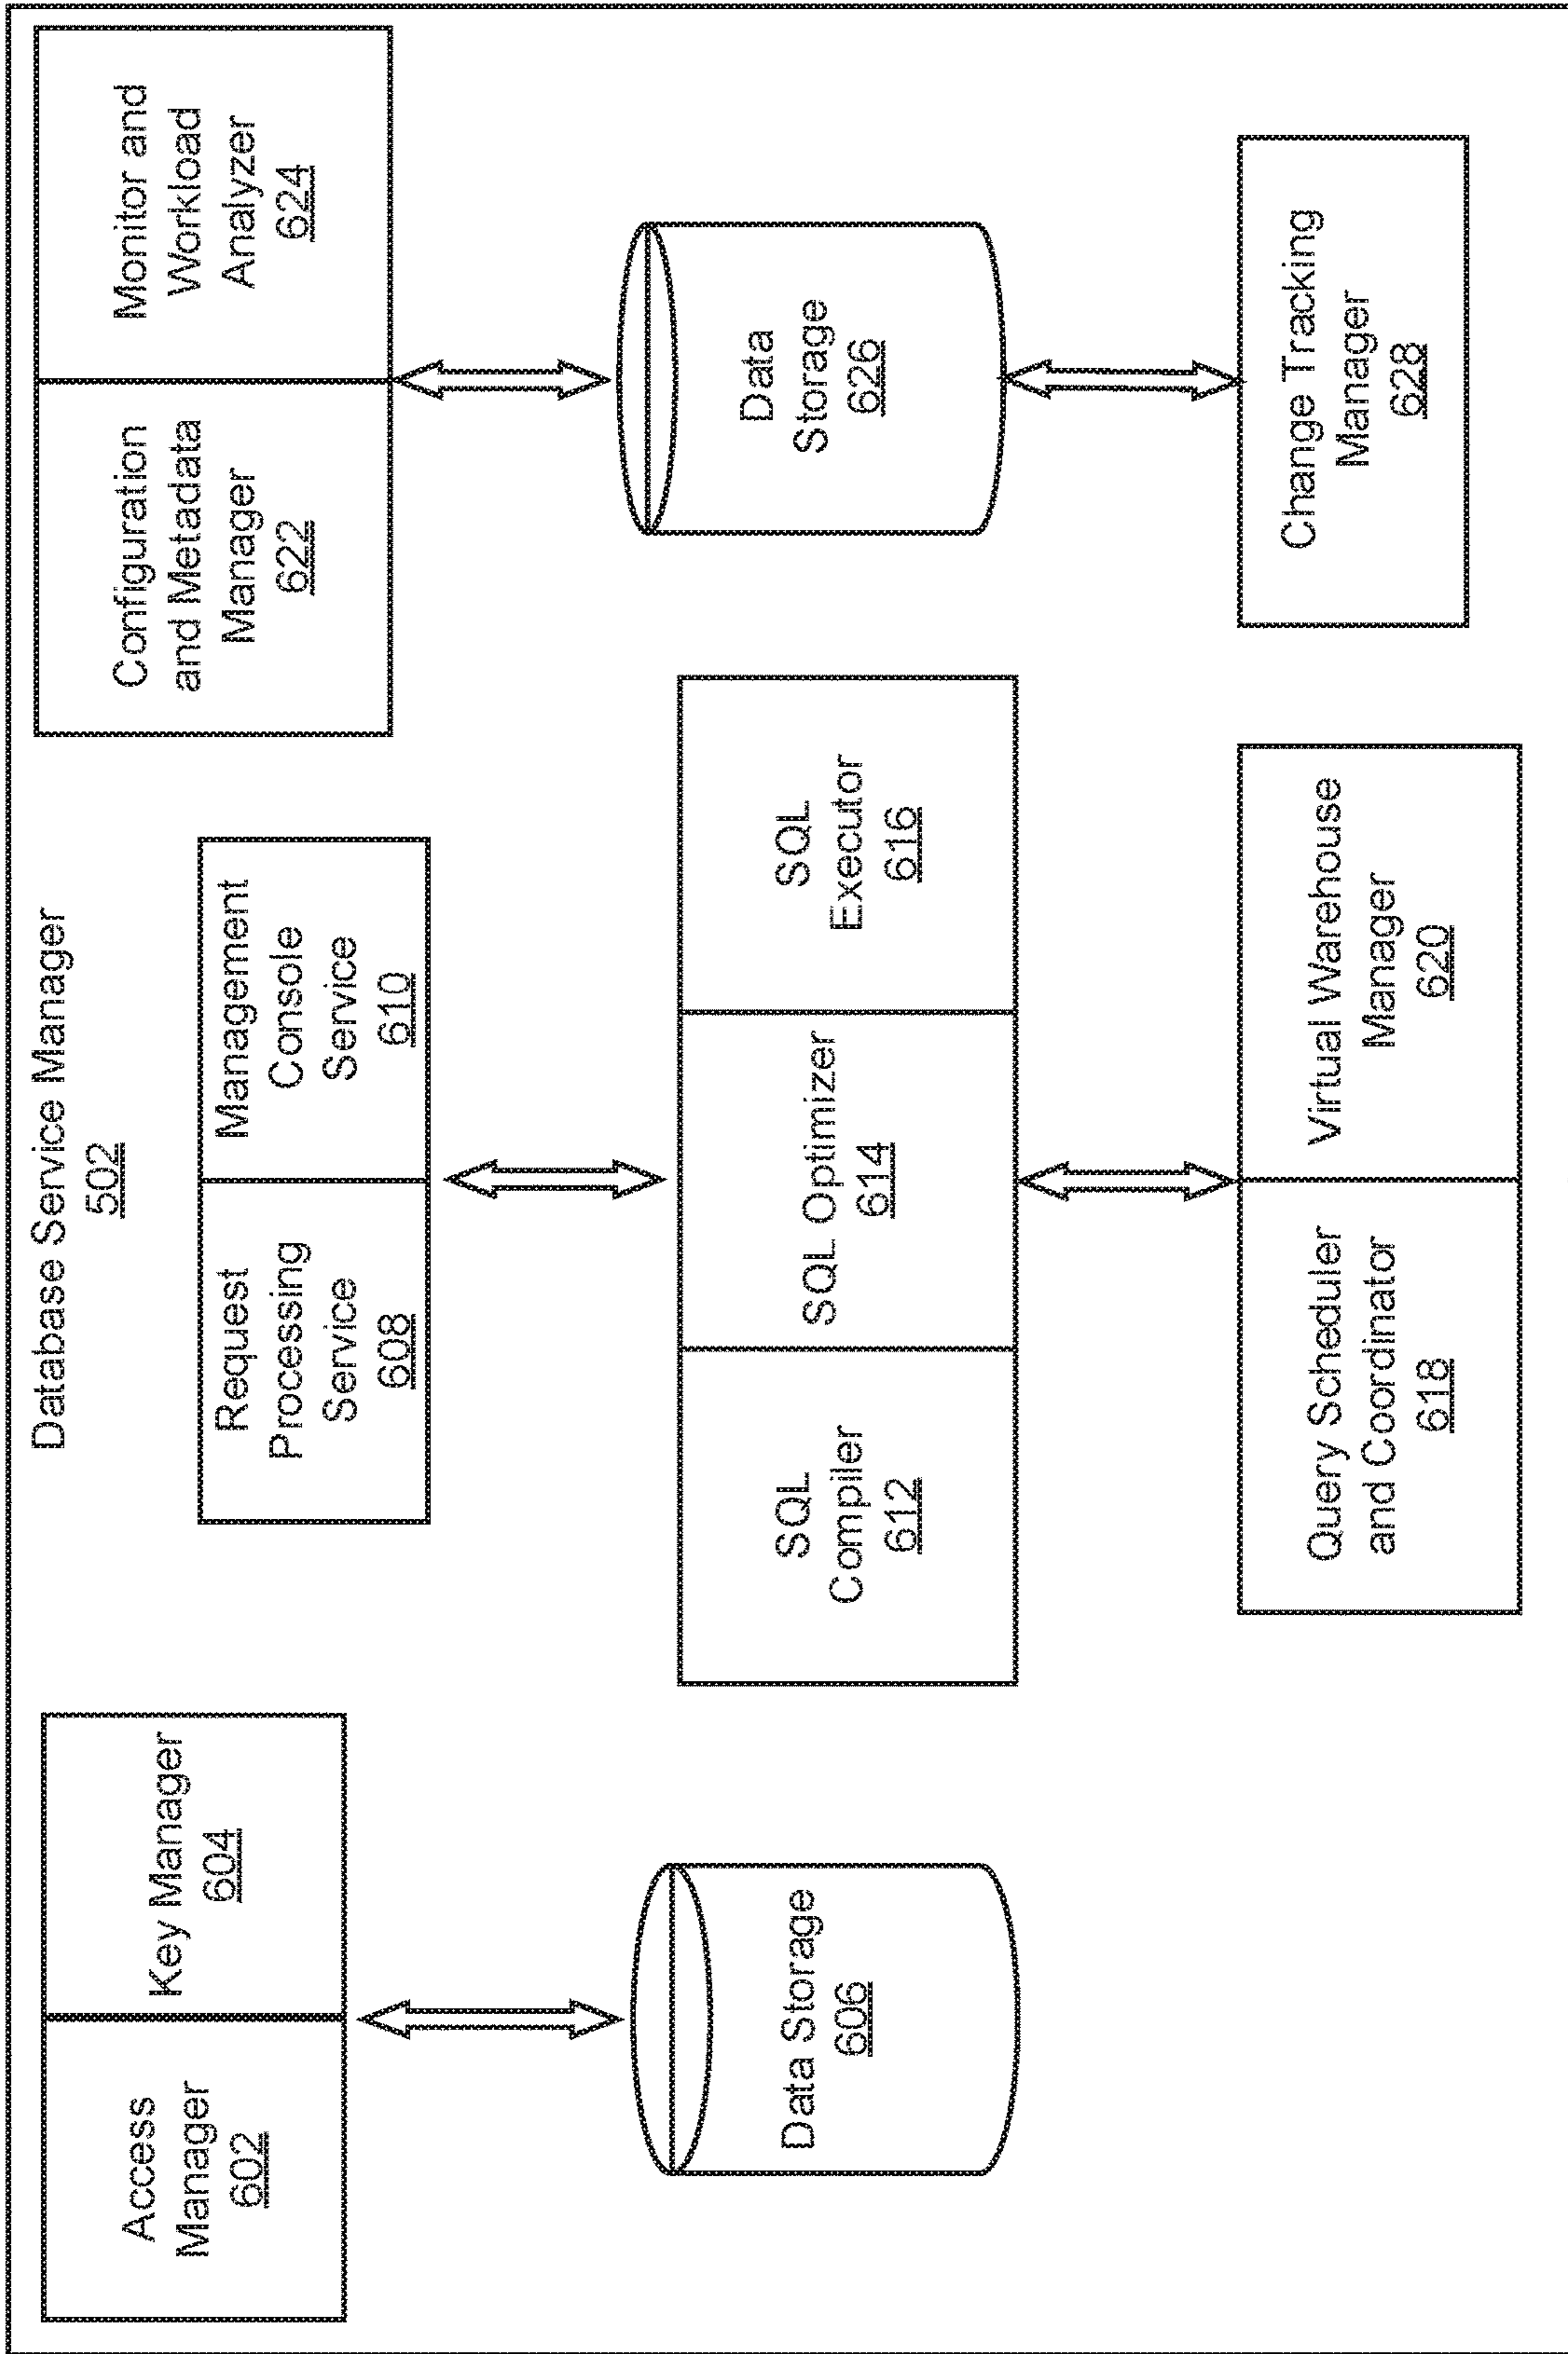 Database Service Manager
502
Access
Manager
602
Key Manager
604
Data Storage
606
Request
Processing
Service
608
Management
Console
Service
610
SQL
Compiler
612
SQL Optimizer
614
SQL
Executor
616
Query Scheduler
and Coordinator
618
Virtual Warehouse
Manager
620
Configuration
and Metadata
Manager
622
Monitor and
Workload
Analyzer
624
Data
Storage
626
Change Tracking
Manager
628